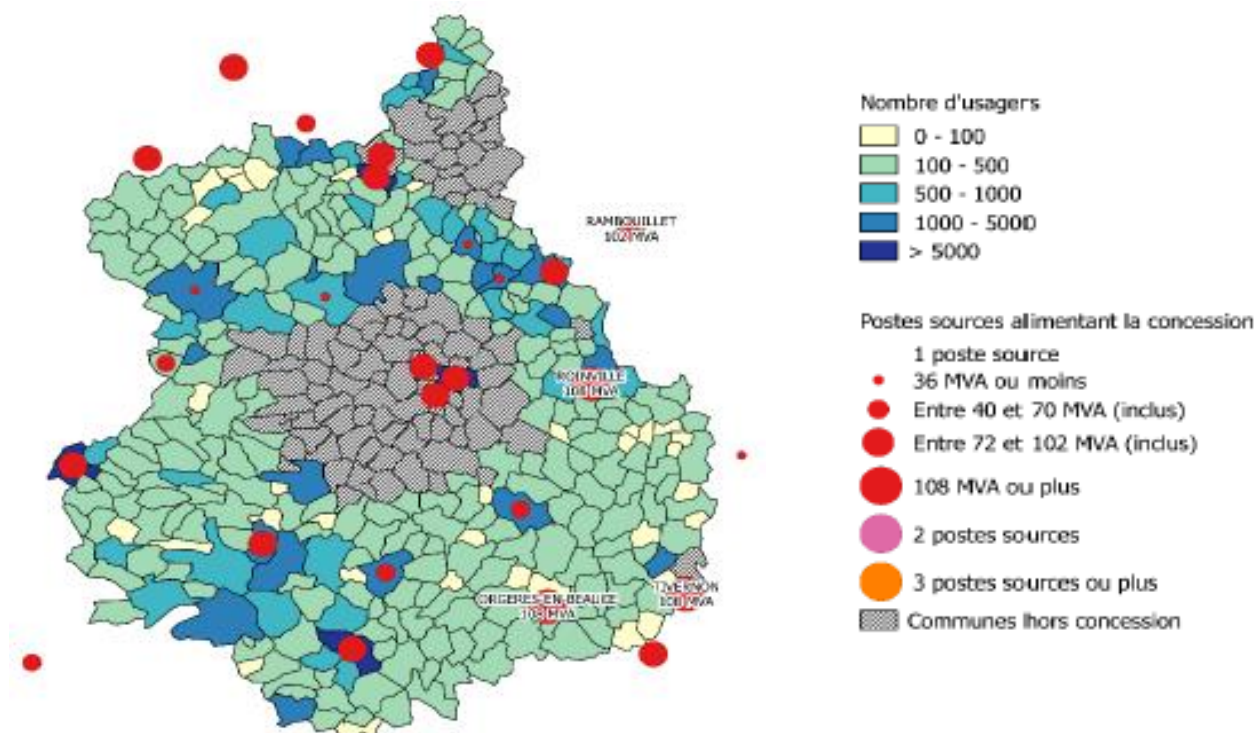 RAMBOUILLET
102 MVA
ROINVILLE
108 MVA
ORGERES-EN-BEAUCE
108 MVA
TIVERNON
108 MVA
Nombre d'usagers
0 - 100
100 - 500
500 - 1000
1000 - 5000
> 5000
Postes sources alimentant la concession
1 poste source
36 MVA ou moins
Entre 40 et 70 MVA (inclus)
Entre 72 et 102 MVA (inclus)
108 MVA ou plus
2 postes sources
3 postes sources ou plus
Communes hors concession